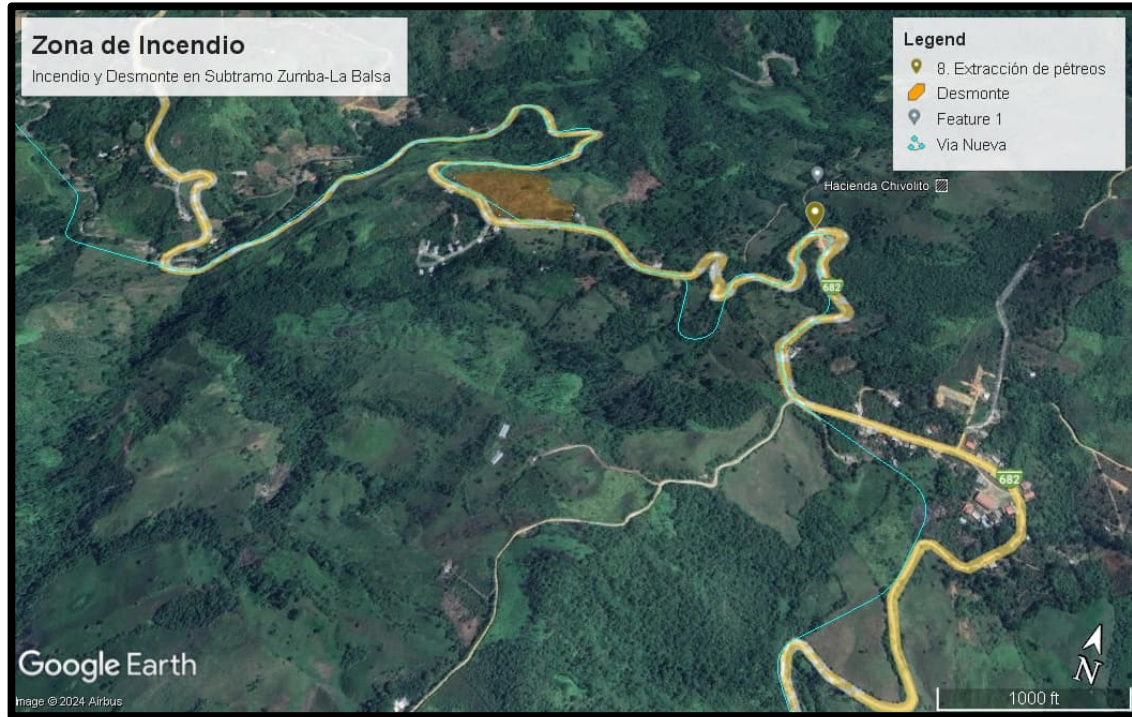 Zona de Incendio
Incendio y Desmonte en Subtramo Zumba-La Balsa
Legend
8. Extracción de pétreos
Desmonte
Feature 1
Via Nueva
Hacienda Chivolito
682
682
Google Earth
Image © 2024 Airbus
N
1000 ft